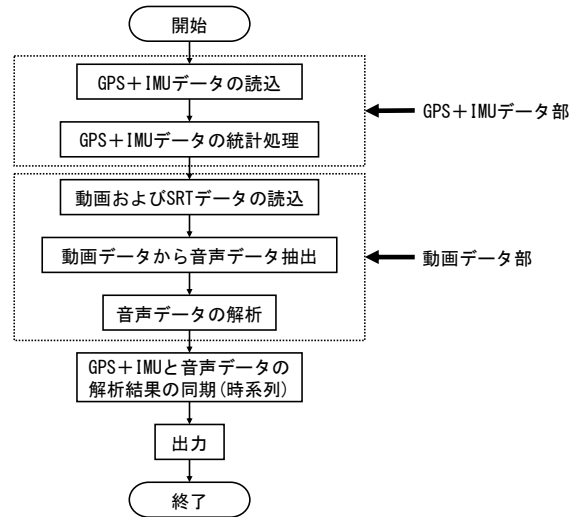 開始
GPS＋IMUデータの読込
GPS＋IMUデータ部
GPS＋IMUデータの統計処理
動画およびSRTデータの読込
動画データから音声データ抽出
動画データ部
音声データの解析
GPS＋IMUと音声データの
解析結果の同期(時系列)
出力
終了